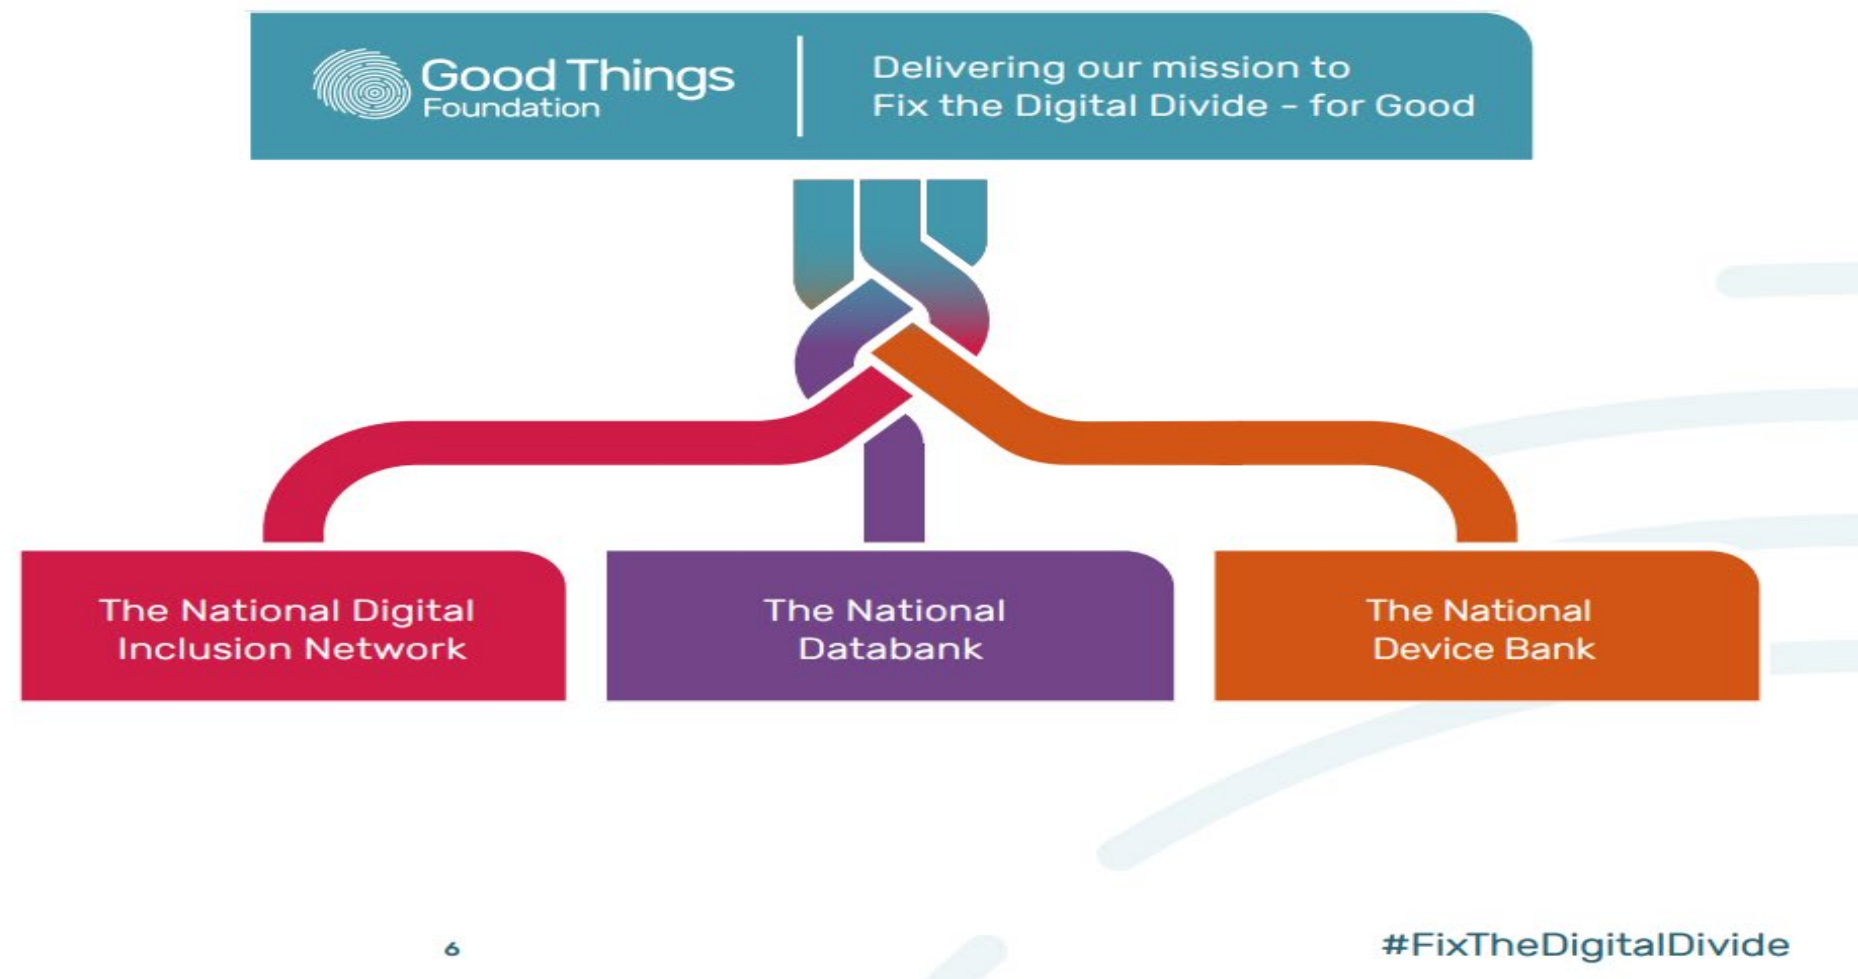 Good Things
Foundation
Delivering our mission to
Fix the Digital Divide - for Good
The National Digital
Inclusion Network
The National
Databank
The National
Device Bank
6
#FixTheDigitalDivide